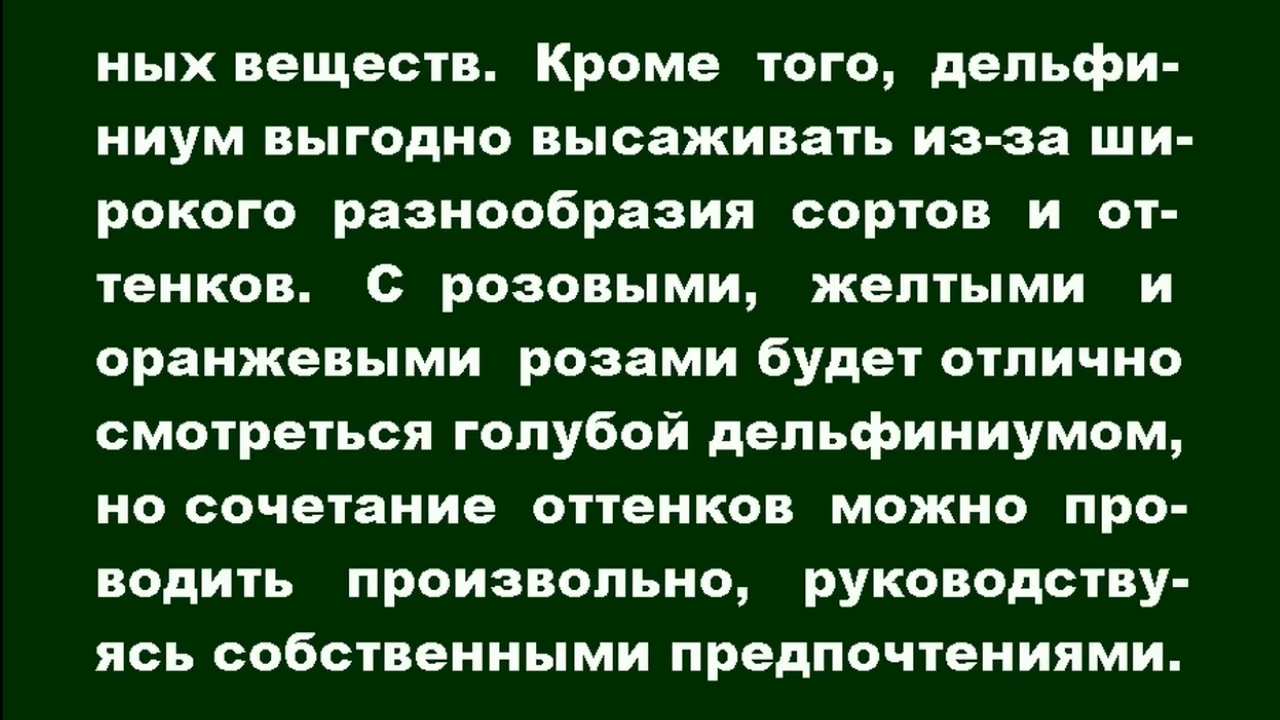 ных веществ. Кроме того, дельфи-
ниум выгодно высаживать из-за ши-
рокого разнообразия сортов и от-
тенков. С розовыми, желтыми и
оранжевыми розами будет отлично
смотреться голубой дельфиниумом,
но сочетание оттенков можно про-
водить произвольно, руководству-
ясь собственными предпочтениями.